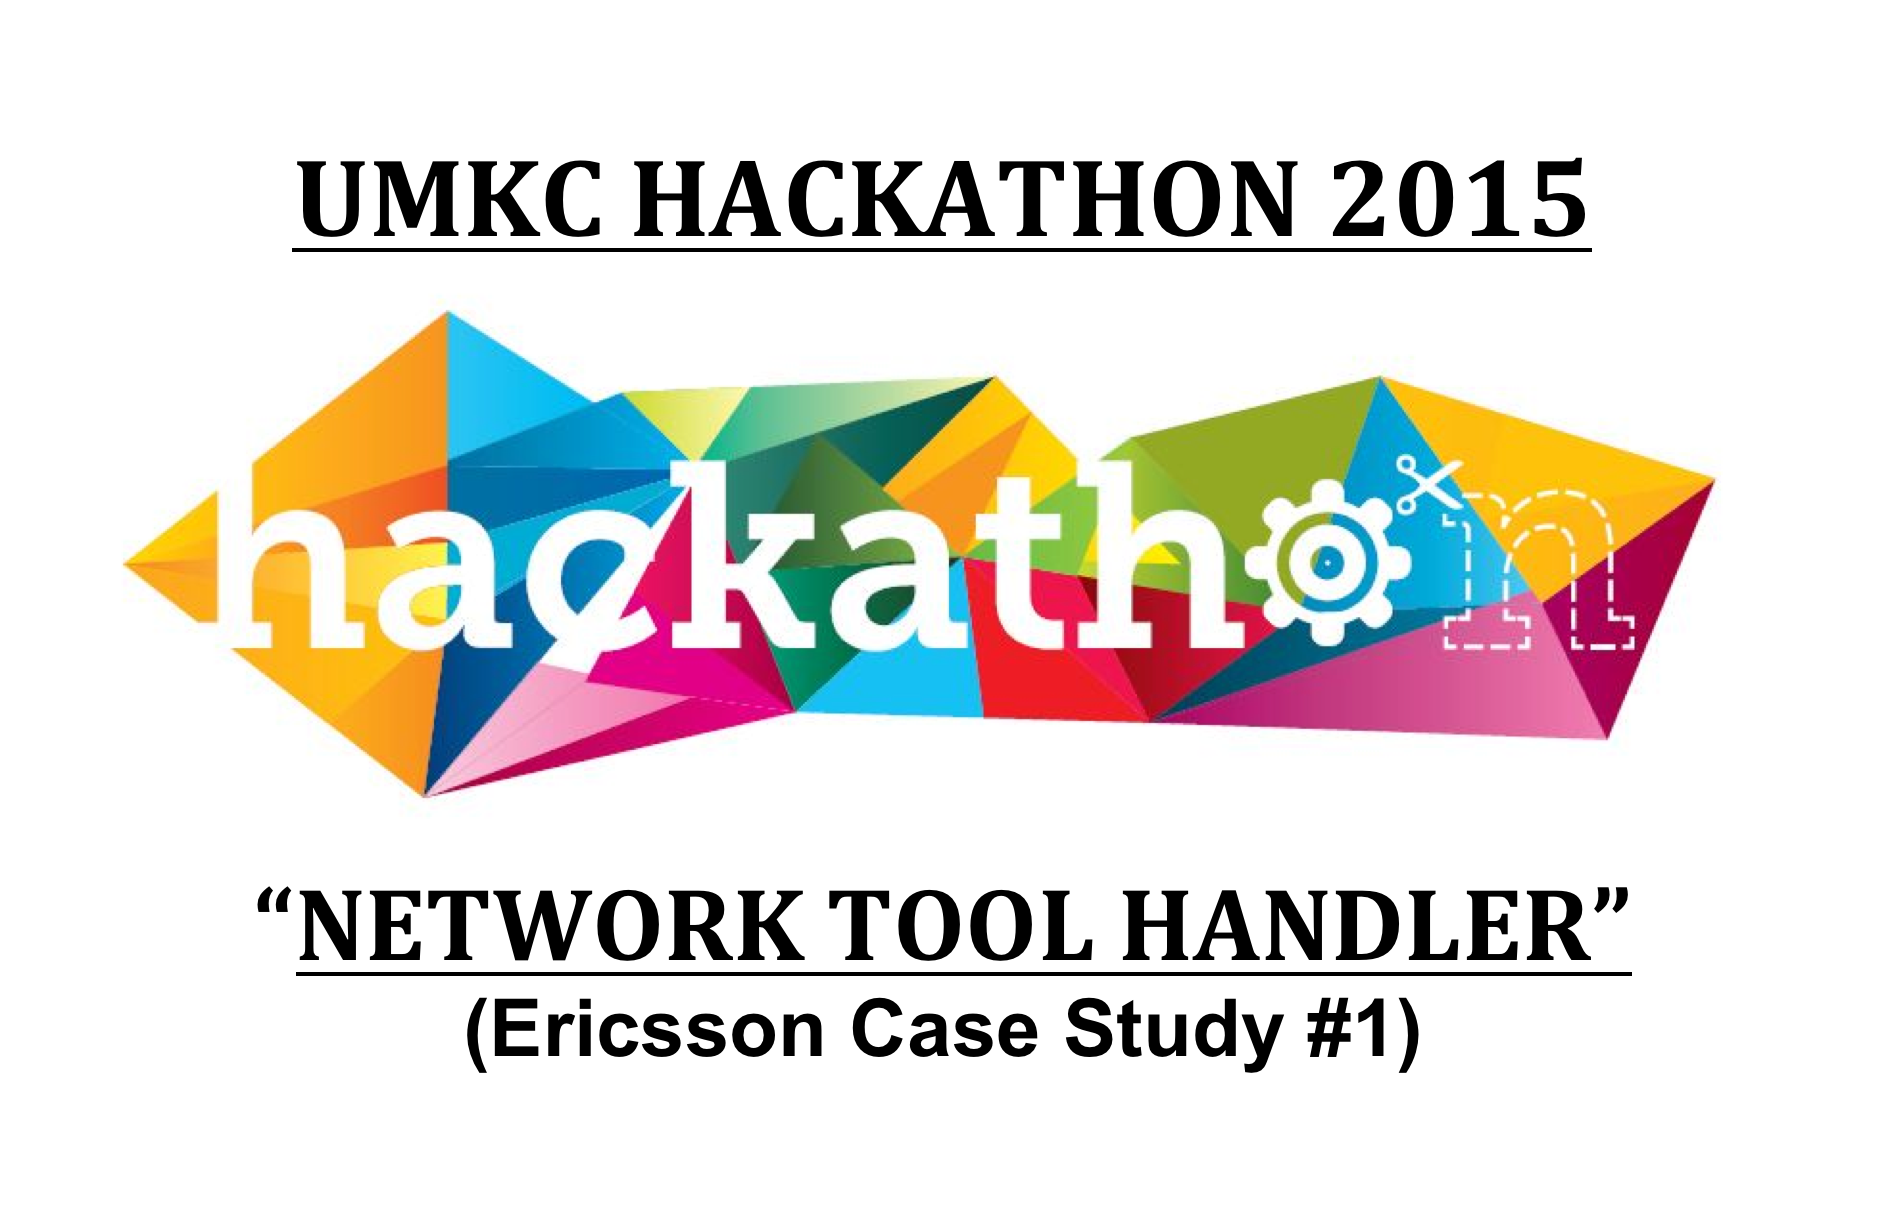 UMKC HACKATHON 2015
hackathon
“NETWORK TOOL HANDLER”
(Ericsson Case Study #1)